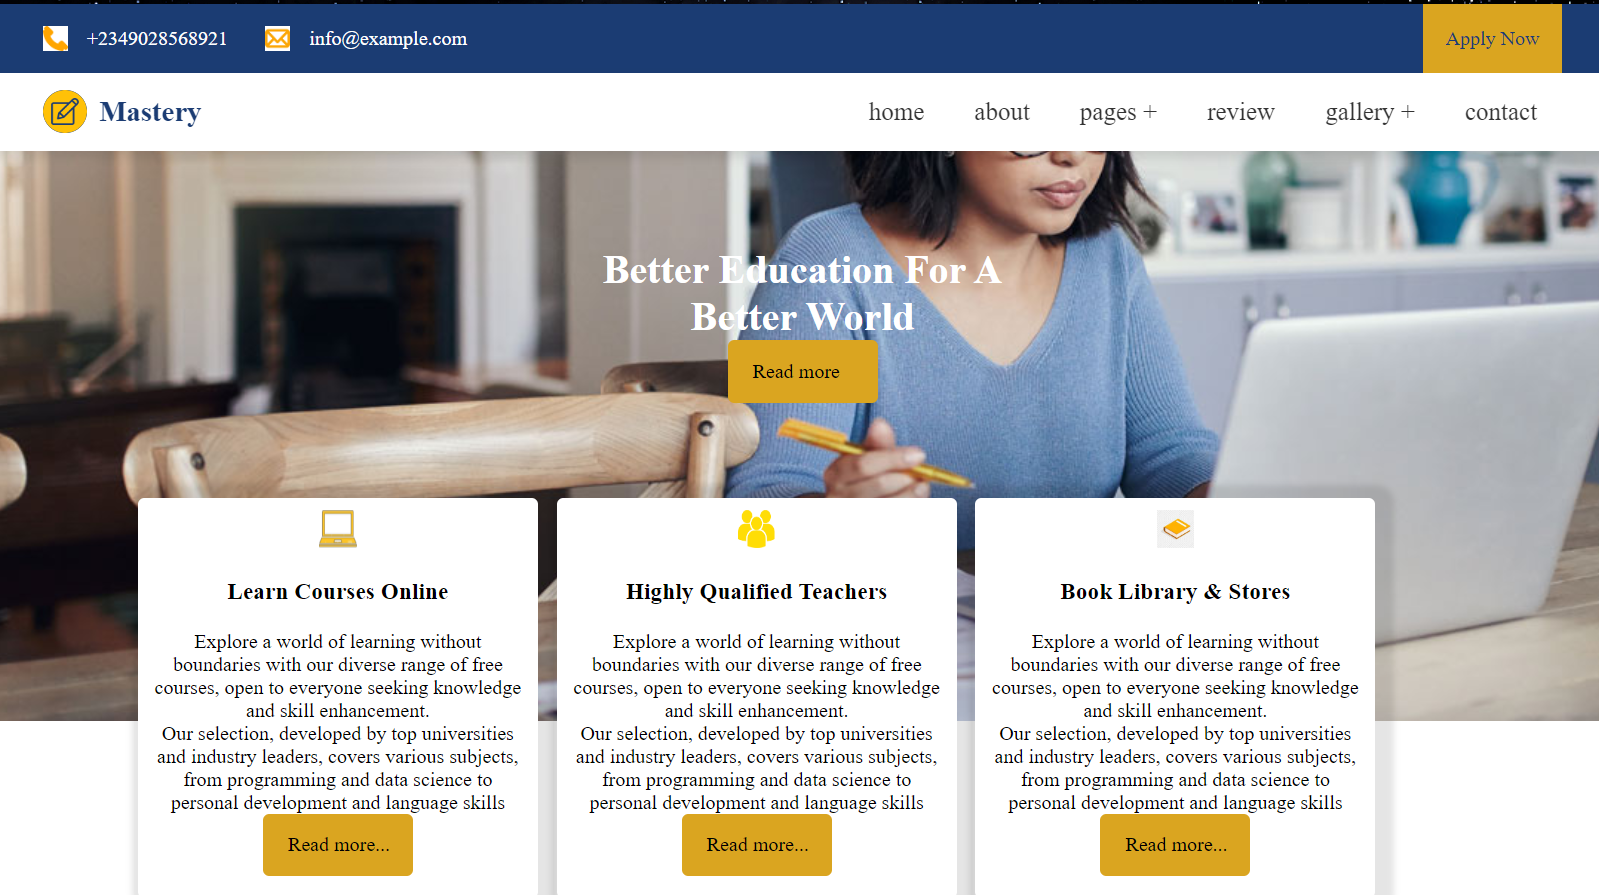 +2349028568921 info@example.com Apply Now
Mastery home about pages + review gallery + contact
Better Education For A
Better World
Read more
Learn Courses Online
Explore a world of learning without
boundaries with our diverse range of free
courses, open to everyone seeking knowledge
and skill enhancement.
Our selection, developed by top universities
and industry leaders, covers various subjects,
from programming and data science to
personal development and language skills
Read more...
Highly Qualified Teachers
Explore a world of learning without
boundaries with our diverse range of free
courses, open to everyone seeking knowledge
and skill enhancement.
Our selection, developed by top universities
and industry leaders, covers various subjects,
from programming and data science to
personal development and language skills
Read more...
Book Library & Stores
Explore a world of learning without
boundaries with our diverse range of free
courses, open to everyone seeking knowledge
and skill enhancement.
Our selection, developed by top universities
and industry leaders, covers various subjects,
from programming and data science to
personal development and language skills
Read more...